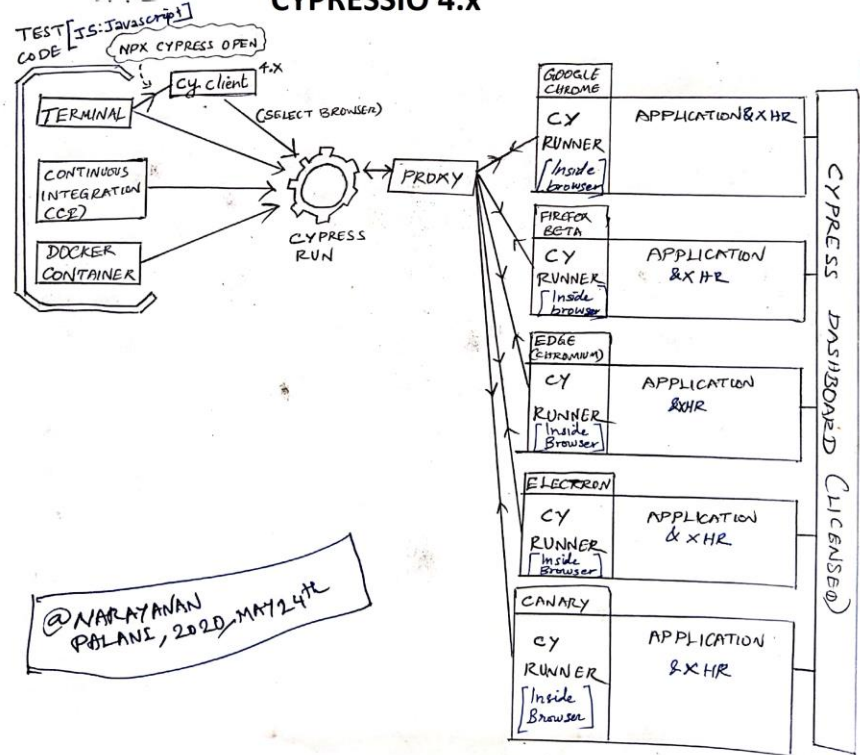 CYPRESSIO 4.x
TEST [JS:Javascript]
CODE
NPX CYPRESS OPEN
Cy client 4.X
TERMINAL
(SELECT BROWSER)
CONTINUOUS
INTEGRATION
(CI)
DOCKER
CONTAINER
CYPRESS
RUN
PROXY
GOOGLE
CHROME
CY
RUNNER
[Inside
browser]
APPLICATION&XHR
FIREFOX
BETA
CY
RUNNER
[Inside
browser]
APPLICATION
&XHR
EDGE
(CHROMIUM)
CY
RUNNER
[Inside
Browser]
APPLICATION
&XHR
ELECTRON
CY
RUNNER
[Inside
Browser]
APPLICATION
& XHR
CANARY
CY
RUNNER
[Inside
Browser]
APPLICATION
& XHR
CYPRESS DASHBOARD (LICENSED)
@NARAYANAN
PALANI, 2020, MAY 24th